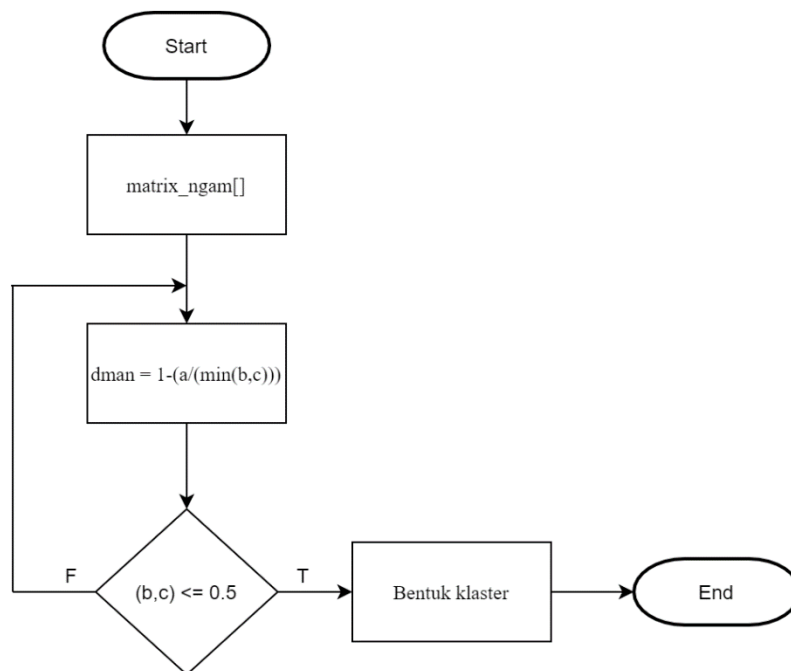 Start
matrix_ngam[]
dman = 1-(a/(min(b,c)))
(b,c) <= 0.5
F
T
Bentuk klaster
End